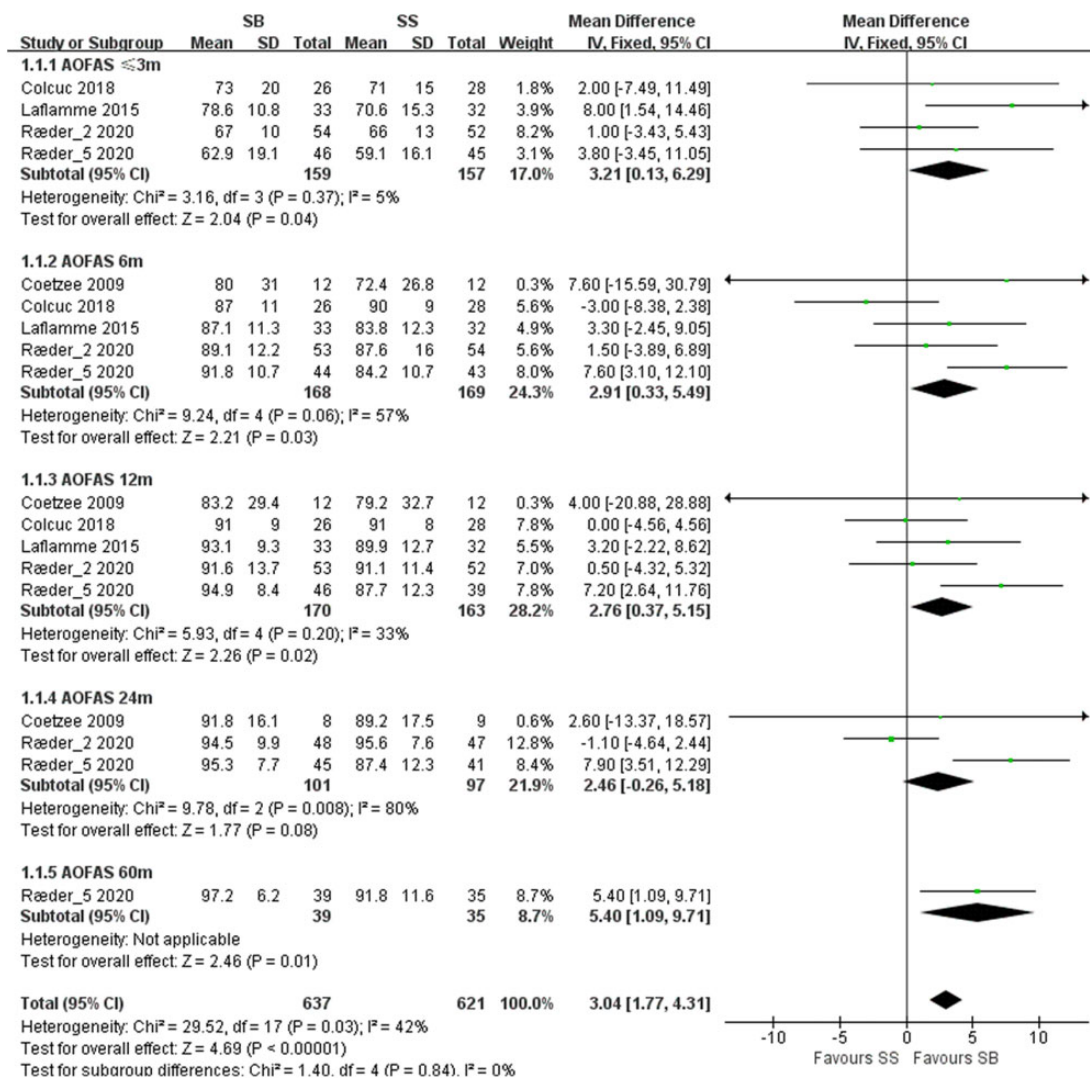 SB SS Mean Difference Mean Difference
Study or Subgroup Mean SD Total Mean SD Total Weight IV, Fixed, 95% CI IV, Fixed, 95% CI
1.1.1 AOFAS ≤3m
Colcuc 2018 73 20 26 71 15 28 1.8% 2.00 [-7.49, 11.49]
Laflamme 2015 78.6 10.8 33 70.6 15.3 32 3.9% 8.00 [1.54, 14.46]
Ræder_2 2020 67 10 54 66 13 52 8.2% 1.00 [-3.43, 5.43]
Ræder_5 2020 62.9 19.1 46 59.1 16.1 45 3.1% 3.80 [-3.45, 11.05]
Subtotal (95% CI) 159 157 17.0% 3.21 [0.13, 6.29]
Heterogeneity: Chi² = 3.16, df = 3 (P = 0.37); I² = 5%
Test for overall effect: Z = 2.04 (P = 0.04)
1.1.2 AOFAS 6m
Coetzee 2009 80 31 12 72.4 26.8 12 0.3% 7.60 [-15.59, 30.79]
Colcuc 2018 87 11 26 90 9 28 5.6% -3.00 [-8.38, 2.38]
Laflamme 2015 87.1 11.3 33 83.8 12.3 32 4.9% 3.30 [-2.45, 9.05]
Ræder_2 2020 89.1 12.2 53 87.6 16 54 5.6% 1.50 [-3.89, 6.89]
Ræder_5 2020 91.8 10.7 44 84.2 10.7 43 8.0% 7.60 [3.10, 12.10]
Subtotal (95% CI) 168 169 24.3% 2.91 [0.33, 5.49]
Heterogeneity: Chi² = 9.24, df = 4 (P = 0.06); I² = 57%
Test for overall effect: Z = 2.21 (P = 0.03)
1.1.3 AOFAS 12m
Coetzee 2009 83.2 29.4 12 79.2 32.7 12 0.3% 4.00 [-20.88, 28.88]
Colcuc 2018 91 9 26 91 8 28 7.8% 0.00 [-4.56, 4.56]
Laflamme 2015 93.1 9.3 33 89.9 12.7 32 5.5% 3.20 [-2.22, 8.62]
Ræder_2 2020 91.6 13.7 53 91.1 11.4 52 7.0% 0.50 [-4.32, 5.32]
Ræder_5 2020 94.9 8.4 46 87.7 12.3 39 7.6% 7.20 [2.64, 11.76]
Subtotal (95% CI) 170 163 28.2% 2.76 [0.37, 5.15]
Heterogeneity: Chi² = 5.93, df = 4 (P = 0.20); I² = 33%
Test for overall effect: Z = 2.26 (P = 0.02)
1.1.4 AOFAS 24m
Coetzee 2009 91.8 16.1 8 89.2 17.5 9 0.6% 2.60 [-13.37, 18.57]
Ræder_2 2020 94.5 9.9 48 95.6 7.6 47 12.8% -1.10 [-4.64, 2.44]
Ræder_5 2020 95.3 7.7 45 87.4 12.3 41 8.4% 7.90 [3.51, 12.29]
Subtotal (95% CI) 101 97 21.9% 2.46 [-0.26, 5.18]
Heterogeneity: Chi² = 9.78, df = 2 (P = 0.008); I² = 80%
Test for overall effect: Z = 1.77 (P = 0.08)
1.1.5 AOFAS 60m
Ræder_5 2020 97.2 6.2 39 91.8 11.6 35 8.7% 5.40 [1.09, 9.71]
Subtotal (95% CI) 39 35 8.7% 5.40 [1.09, 9.71]
Heterogeneity: Not applicable
Test for overall effect: Z = 2.46 (P = 0.01)
Total (95% CI) 637 621 100.0% 3.04 [1.77, 4.31]
Heterogeneity: Chi² = 29.52, df = 17 (P = 0.03); I² = 42%
Test for overall effect: Z = 4.69 (P < 0.00001)
Test for subgroup differences: Chi² = 1.40, df = 4 (P = 0.84), I² = 0%
-10 -5 0 5 10
Favours SS Favours SB